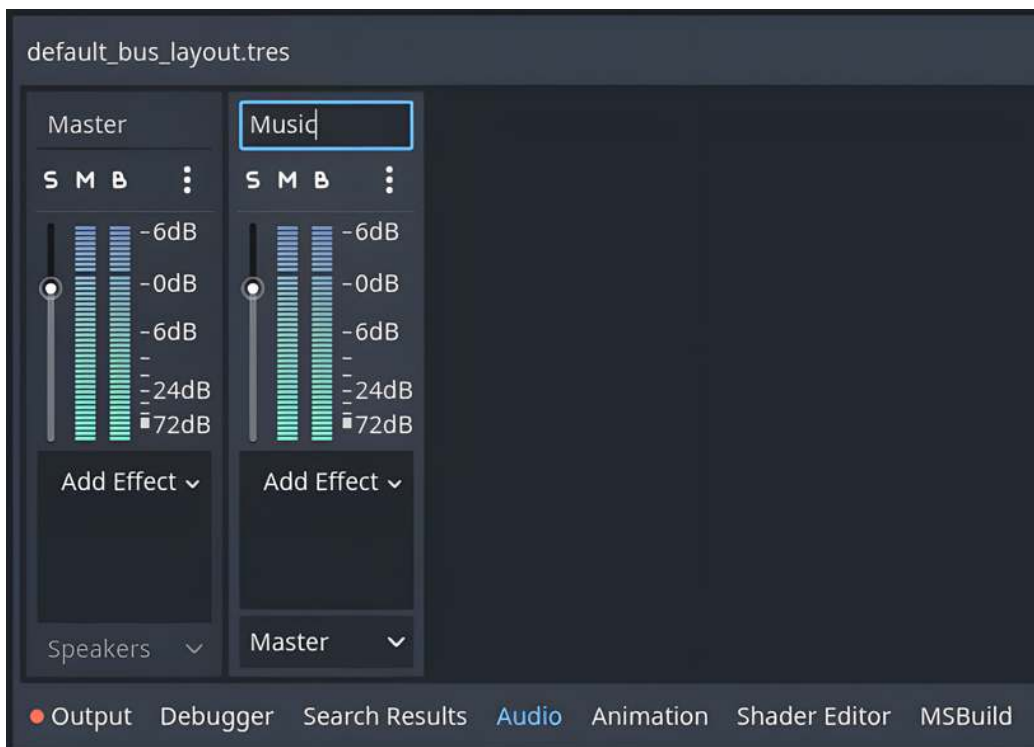 default_bus_layout.tres
Master
S M B
-6dB
-0dB
-6dB
-24dB
72dB
Add Effect
Speakers
Music
S M B
-6dB
-0dB
-6dB
-24dB
72dB
Add Effect
Master
Output Debugger Search Results Audio Animation Shader Editor MSBuild